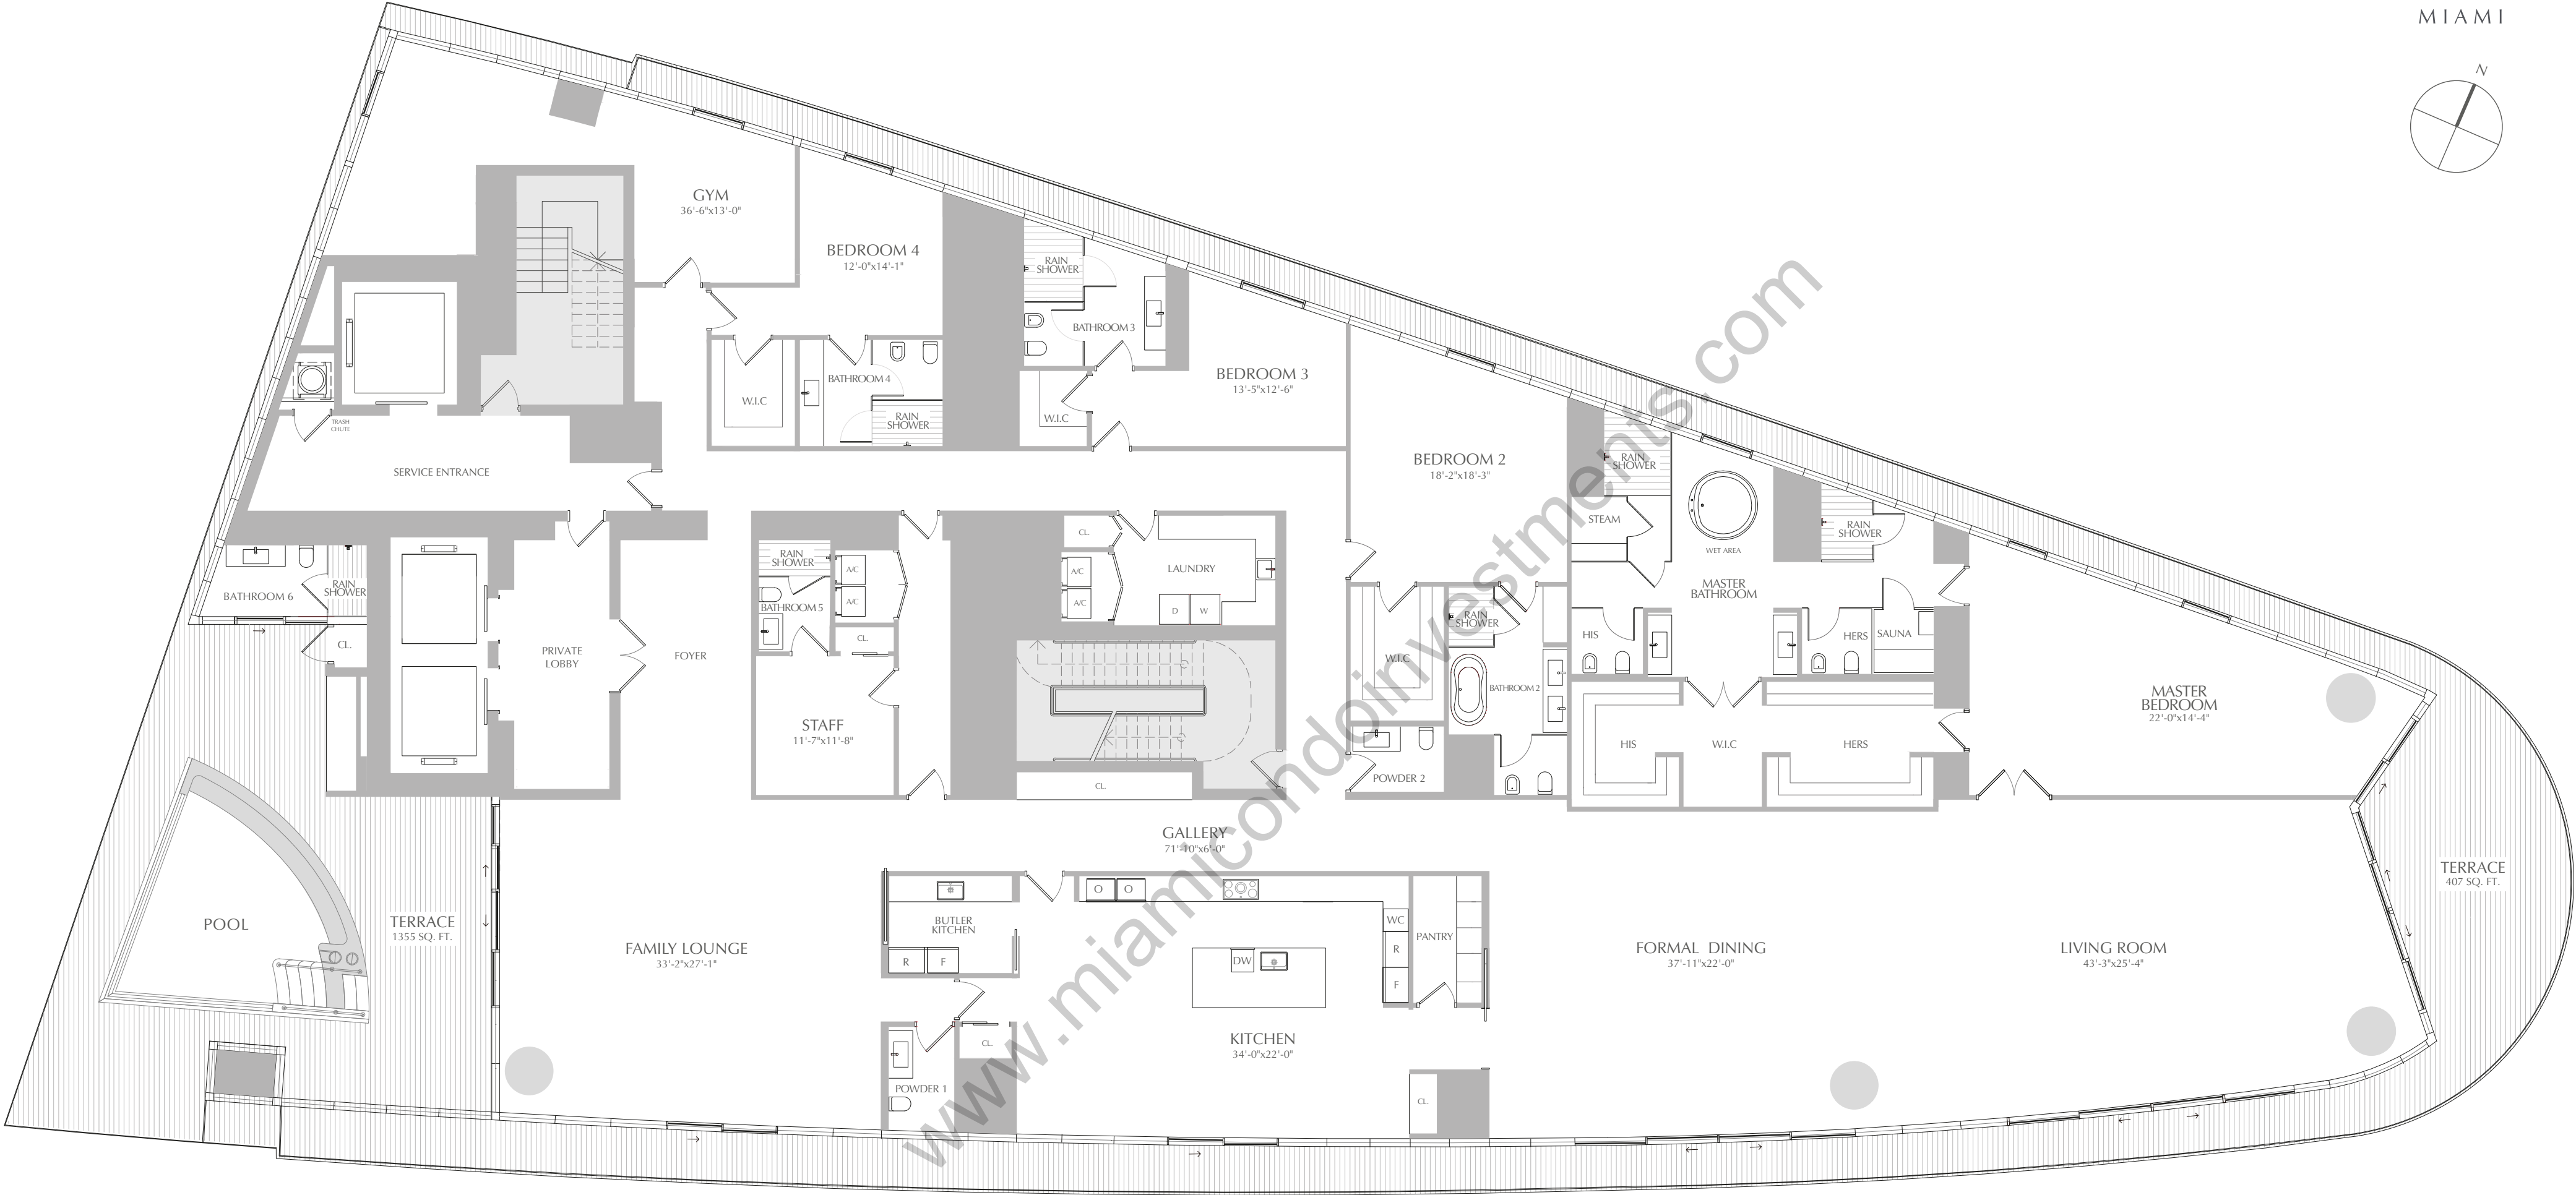 MIAMI
N
GYM
36'-6"x13'-0"
BEDROOM 4
12'-0"x14'-1"
RAIN
SHOWER
BATHROOM 3
BEDROOM 3
13'-5"x12'-6"
W.I.C
BATHROOM 4
RAIN
SHOWER
W.I.C
TRASH
CHUTE
SERVICE ENTRANCE
BEDROOM 2
18'-2"x18'-3"
RAIN
SHOWER
STEAM
WET AREA
RAIN
SHOWER
MASTER
BATHROOM
HIS
HERS
SAUNA
BATHROOM 6
RAIN
SHOWER
CL.
PRIVATE
LOBBY
FOYER
RAIN
SHOWER
BATHROOM 5
A/C
A/C
CL.
STAFF
11'-7"x11'-8"
CL.
A/C
A/C
LAUNDRY
D
W
CL.
W.I.C
RAIN
SHOWER
BATHROOM 2
POWDER 2
HIS
W.I.C
HERS
MASTER
BEDROOM
22'-0"x14'-4"
GALLERY
71'-10"x6'-0"
POOL
TERRACE
1355 SQ. FT.
FAMILY LOUNGE
33'-2"x27'-1"
BUTLER
KITCHEN
R
F
O
O
DW
WC
R
F
PANTRY
KITCHEN
34'-0"x22'-0"
CL.
POWDER 1
CL.
FORMAL DINING
37'-11"x22'-0"
LIVING ROOM
43'-3"x25'-4"
TERRACE
407 SQ. FT.
www.miamicondoinvestments.com